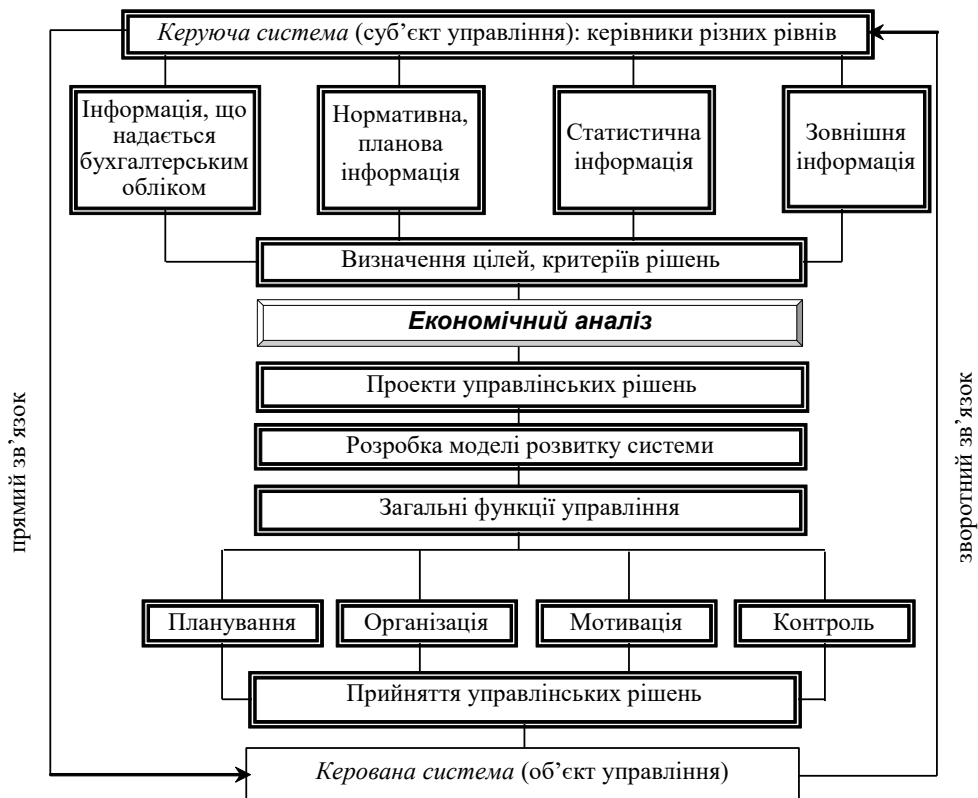 Керуюча система (суб’єкт управління): керівники різних рівнів
Інформація, що
надається
бухгалтерським
обліком
Нормативна,
планова
інформація
Статистична
інформація
Зовнішня
інформація
Визначення цілей, критеріїв рішень
Економічний аналіз
Проекти управлінських рішень
Розробка моделі розвитку системи
Загальні функції управління
Планування
Організація
Мотивація
Контроль
Прийняття управлінських рішень
Керована система (об’єкт управління)
прямий зв’язок
зворотний зв’язок